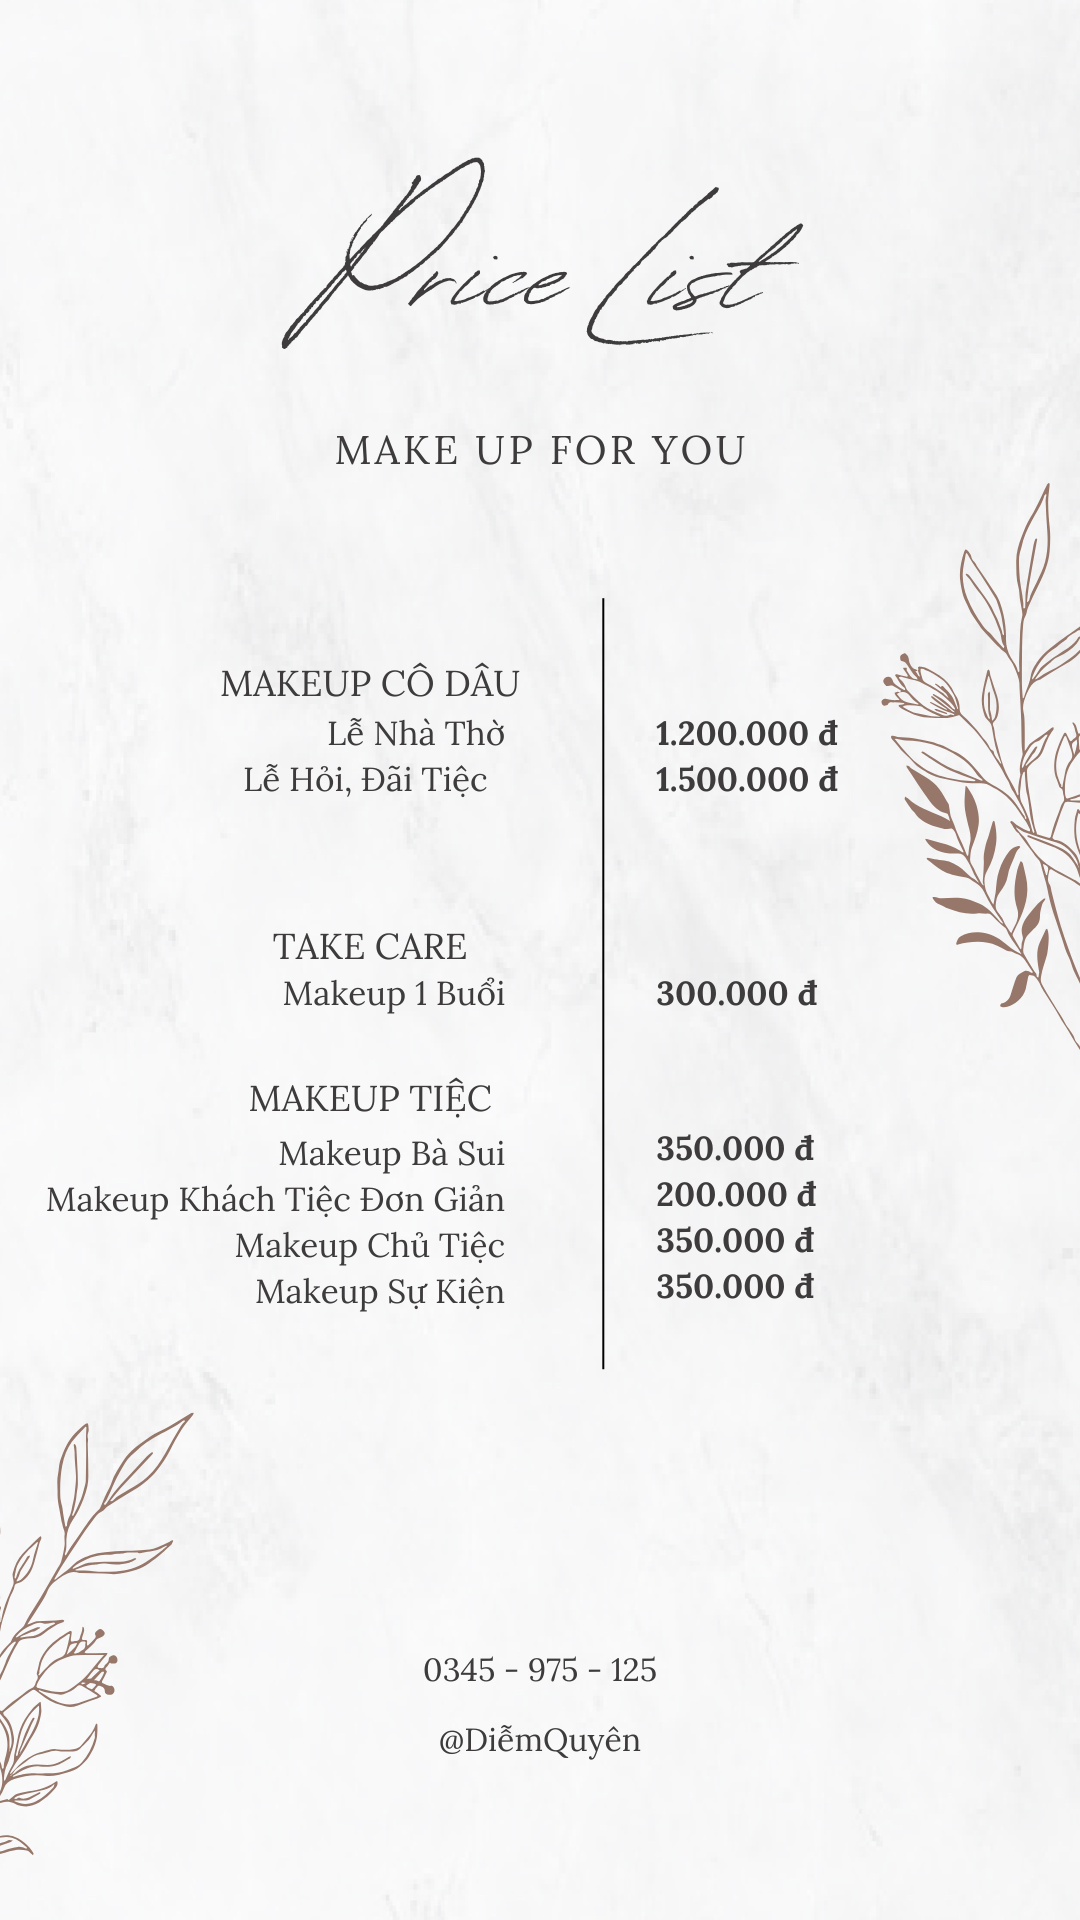 Price List
MAKE UP FOR YOU
MAKEUP CÔ DÂU
Lễ Nhà Thờ 1.200.000 đ
Lễ Hỏi, Đãi Tiệc 1.500.000 đ
TAKE CARE
Makeup 1 Buổi 300.000 đ
MAKEUP TIỆC
Makeup Bà Sui 350.000 đ
Makeup Khách Tiệc Đơn Giản 200.000 đ
Makeup Chủ Tiệc 350.000 đ
Makeup Sự Kiện 350.000 đ
0345 - 975 - 125
@DiễmQuyên